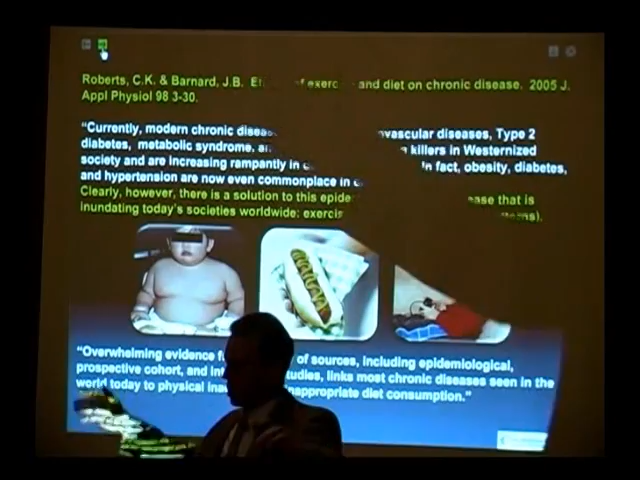 Roberts, C.K. & Barnard, J.B. of exerc and diet on chronic disease. 2005 J.
Appl Physiol 98 3-30.
"Currently, modern chronic diseas vascular diseases, Type 2
diabetes, metabolic syndrome, killers in Westernized
society and are increasing rampantly in In fact, obesity, diabetes,
and hypertension are now even commonplace in
Clearly, however, there is a solution to this epide ease that is
inundating today's societies worldwide: exercis
"Overwhelming evidence of sources, including epidemiological,
prospective cohort, and in tudies, links most chronic diseases seen in the
world today to physical ina nappropriate diet consumption."